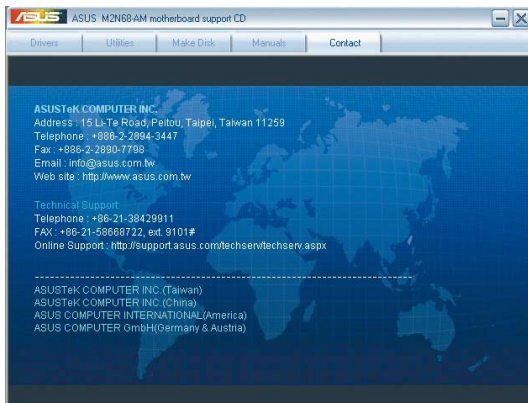 ASUS ASUS M2N68-AM motherboard support CD
Drivers Utilities Make Disk Manuals Contact
ASUSTeK COMPUTER INC.
Address : 15 Li-Te Road, Peitou, Taipei, Taiwan 11259
Telephone : +886-2-2894-3447
Fax : +886-2-2890-7798
Email : info@asus.com.tw
Web site : http://www.asus.com.tw
Technical Support
Telephone : +86-21-38429911
FAX : +86-21-58668722, ext. 9101#
Online Support : http://support.asus.com/techserv/techserv.aspx
ASUSTeK COMPUTER INC.(Taiwan)
ASUSTeK COMPUTER INC.(China)
ASUS COMPUTER INTERNATIONAL(America)
ASUS COMPUTER GmbH(Germany & Austria)